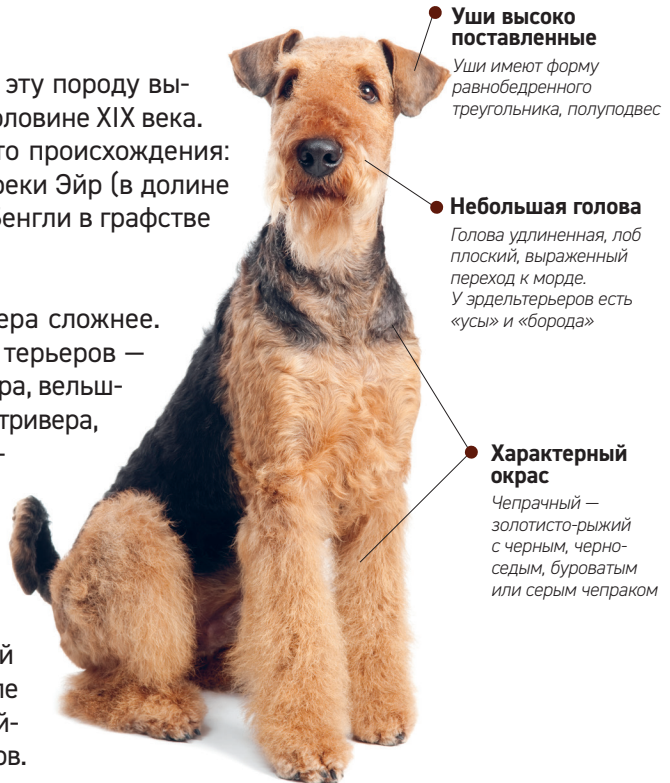 эту породу вы-
оловине XIX века.
то происхождения:
реки Эйр (в долине
Бенгли в графстве
ера сложнее.
терьеров —
ра, вельш-
тривера,
-
й
ле
й-
ов.
Уши высоко
поставленные
Уши имеют форму
равнобедренного
треугольника, полуподвес
Небольшая голова
Голова удлиненная, лоб
плоский, выраженный
переход к морде.
У эрдельтерьеров есть
«усы» и «борода»
Характерный
окрас
Чепрачный —
золотисто-рыжий
с черным, черно-
седым, буроватым
или серым чепраком